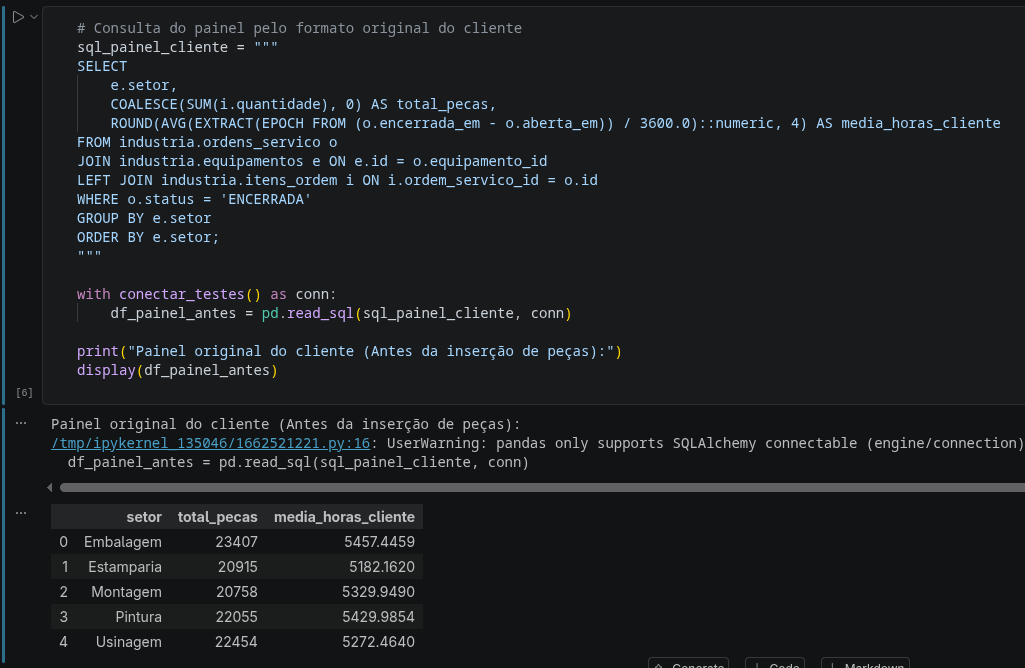 # Consulta do painel pelo formato original do cliente
sql_painel_cliente = """
SELECT
    e.setor,
    COALESCE(SUM(i.quantidade), 0) AS total_pecas,
    ROUND(AVG(EXTRACT(EPOCH FROM (o.encerrada_em - o.aberta_em)) / 3600.0)::numeric, 4) AS media_horas_cliente
FROM industria.ordens_servico o
JOIN industria.equipamentos e ON e.id = o.equipamento_id
LEFT JOIN industria.itens_ordem i ON i.ordem_servico_id = o.id
WHERE o.status = 'ENCERRADA'
GROUP BY e.setor
ORDER BY e.setor;
"""
with conectar_testes() as conn:
    df_painel_antes = pd.read_sql(sql_painel_cliente, conn)
print("Painel original do cliente (Antes da inserção de peças):")
display(df_painel_antes)
[6]
Painel original do cliente (Antes da inserção de peças):
/tmp/ipykernel_135046/1662521221.py:16: UserWarning: pandas only supports SQLAlchemy connectable (engine/connection)
  df_painel_antes = pd.read_sql(sql_painel_cliente, conn)
setor total_pecas media_horas_cliente
0 Embalagem 23407 5457.4459
1 Estamparia 20915 5182.1620
2 Montagem 20758 5329.9490
3 Pintura 22055 5429.9854
4 Usinagem 22454 5272.4640
Generate Code Markdown